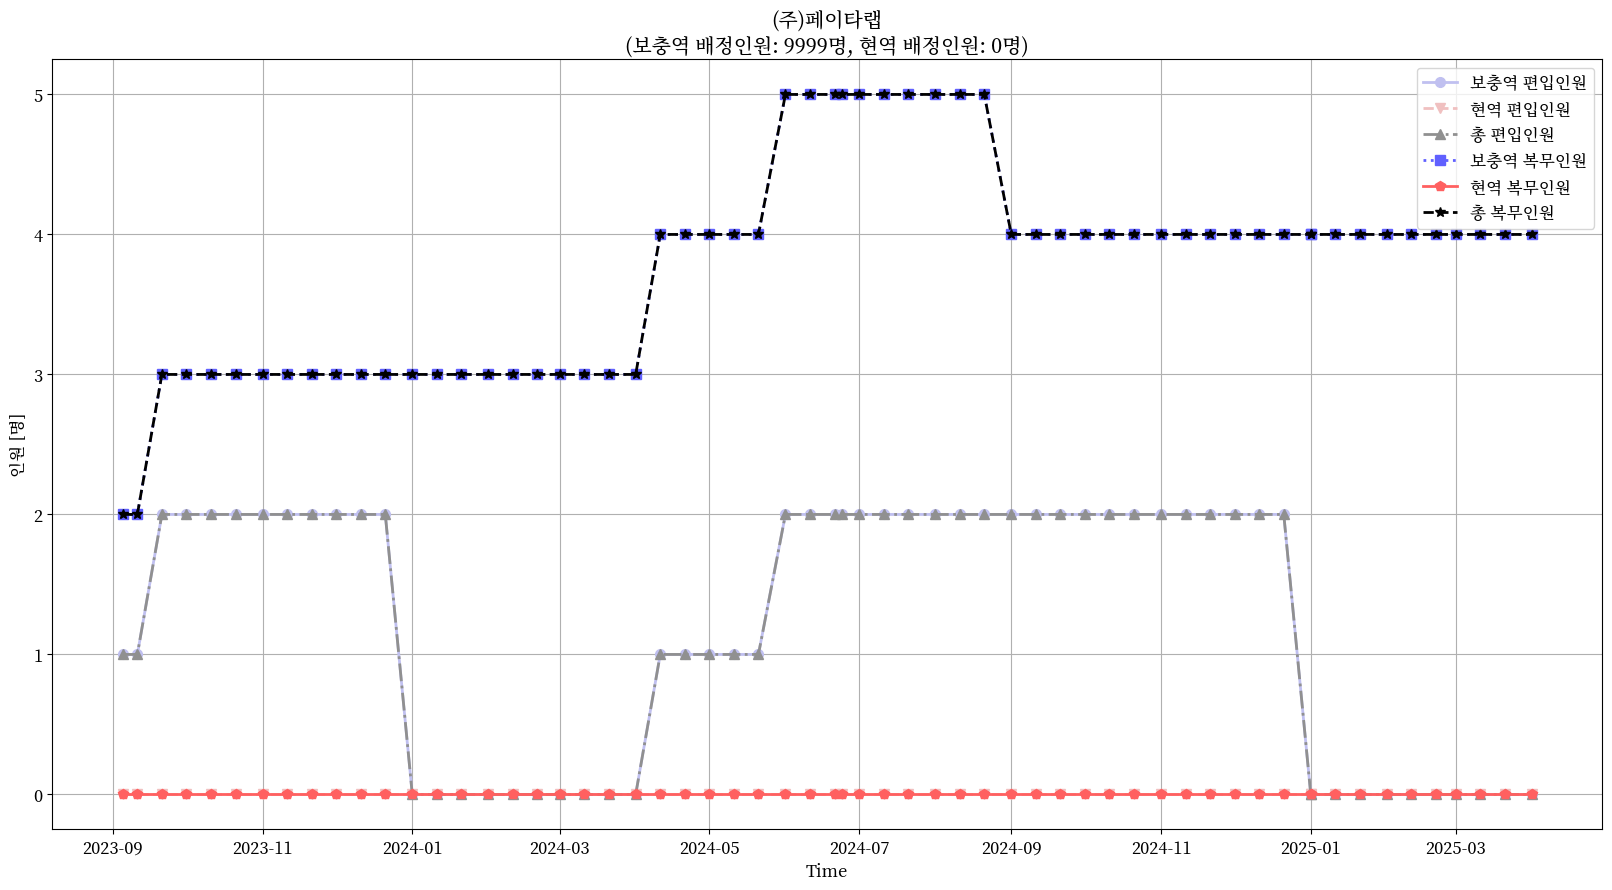 (주)페이타랩
(보충역 배정인원: 9999명, 현역 배정인원: 0명)
보충역 편입인원
현역 편입인원
총 편입인원
보충역 복무인원
현역 복무인원
총 복무인원
인원 [명]
5
4
3
2
1
0
2023-09 2023-11 2024-01 2024-03 2024-05 2024-07 2024-09 2024-11 2025-01 2025-03
Time